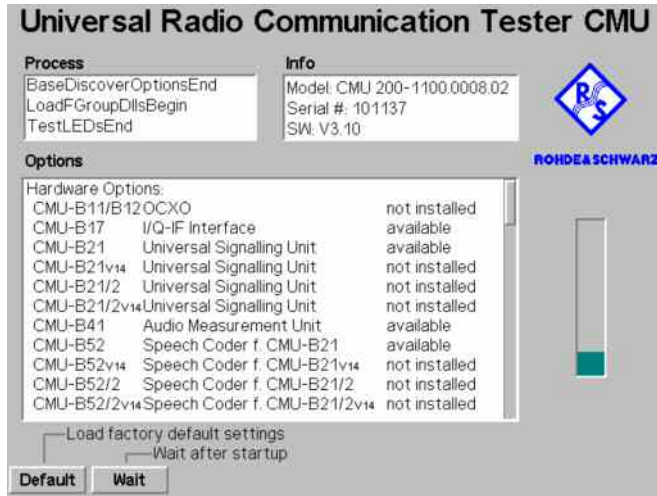 Universal Radio Communication Tester CMU
Process
BaseDiscoverOptionsEnd
LoadFGroupDllsBegin
TestLEDsEnd
Info
Model: CMU 200-1100.0008.02
Serial #: 101137
SW: V3.10
R
S
ROHDE&SCHWARZ
Options
Hardware Options:
CMU-B11/B12 OCXO not installed
CMU-B17 I/Q-IF Interface available
CMU-B21 Universal Signalling Unit available
CMU-B21v14 Universal Signalling Unit not installed
CMU-B21/2 Universal Signalling Unit not installed
CMU-B21/2v14 Universal Signalling Unit not installed
CMU-B41 Audio Measurement Unit available
CMU-B52 Speech Coder f. CMU-B21 available
CMU-B52v14 Speech Coder f. CMU-B21v14 not installed
CMU-B52/2 Speech Coder f. CMU-B21/2 not installed
CMU-B52/2v14 Speech Coder f. CMU-B21/2v14 not installed
Load factory default settings
Wait after startup
Default Wait